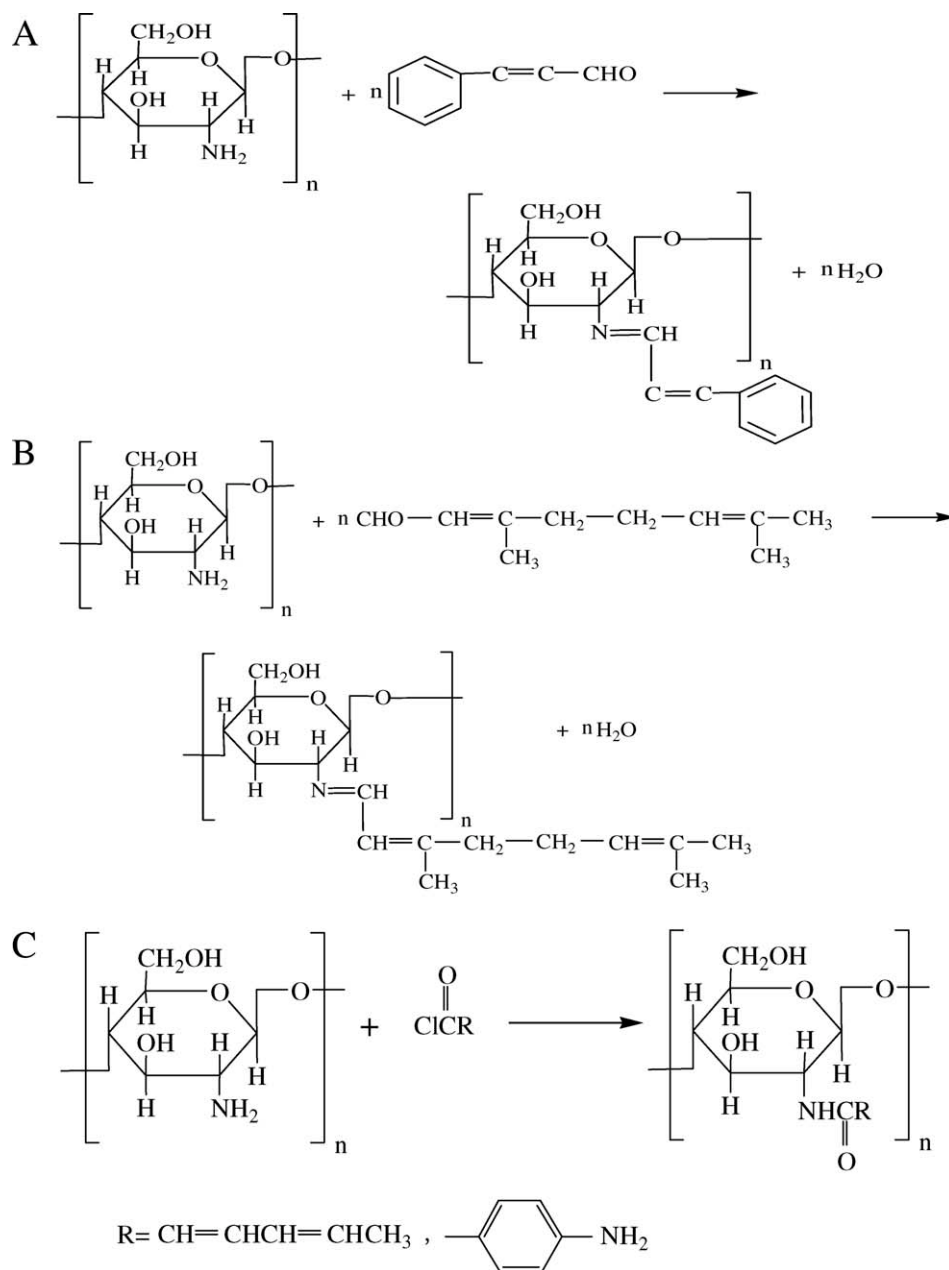 A
CH₂OH
O
O
H
H
OH
H
H
H
NH₂
n
+ n
C=C—CHO
CH₂OH
O
O
H
H
OH
H
H
H
N=CH
n
C=C
+ nH₂O
B
CH₂OH
O
O
H
H
OH
H
H
H
NH₂
n
+ n CHO—CH=C—CH₂—CH₂—CH=C—CH₃
CH₃ CH₃
CH₂OH
O
O
H
H
OH
H
H
H
N=CH
n
+ nH₂O
CH=C—CH₂—CH₂—CH=C—CH₃
CH₃ CH₃
C
CH₂OH
O
O
H
H
OH
H
H
H
NH₂
n
+
O
ClCR
CH₂OH
O
O
H
H
OH
H
H
H
NHCR
O
n
R= CH=CHCH=CHCH₃ , NH₂